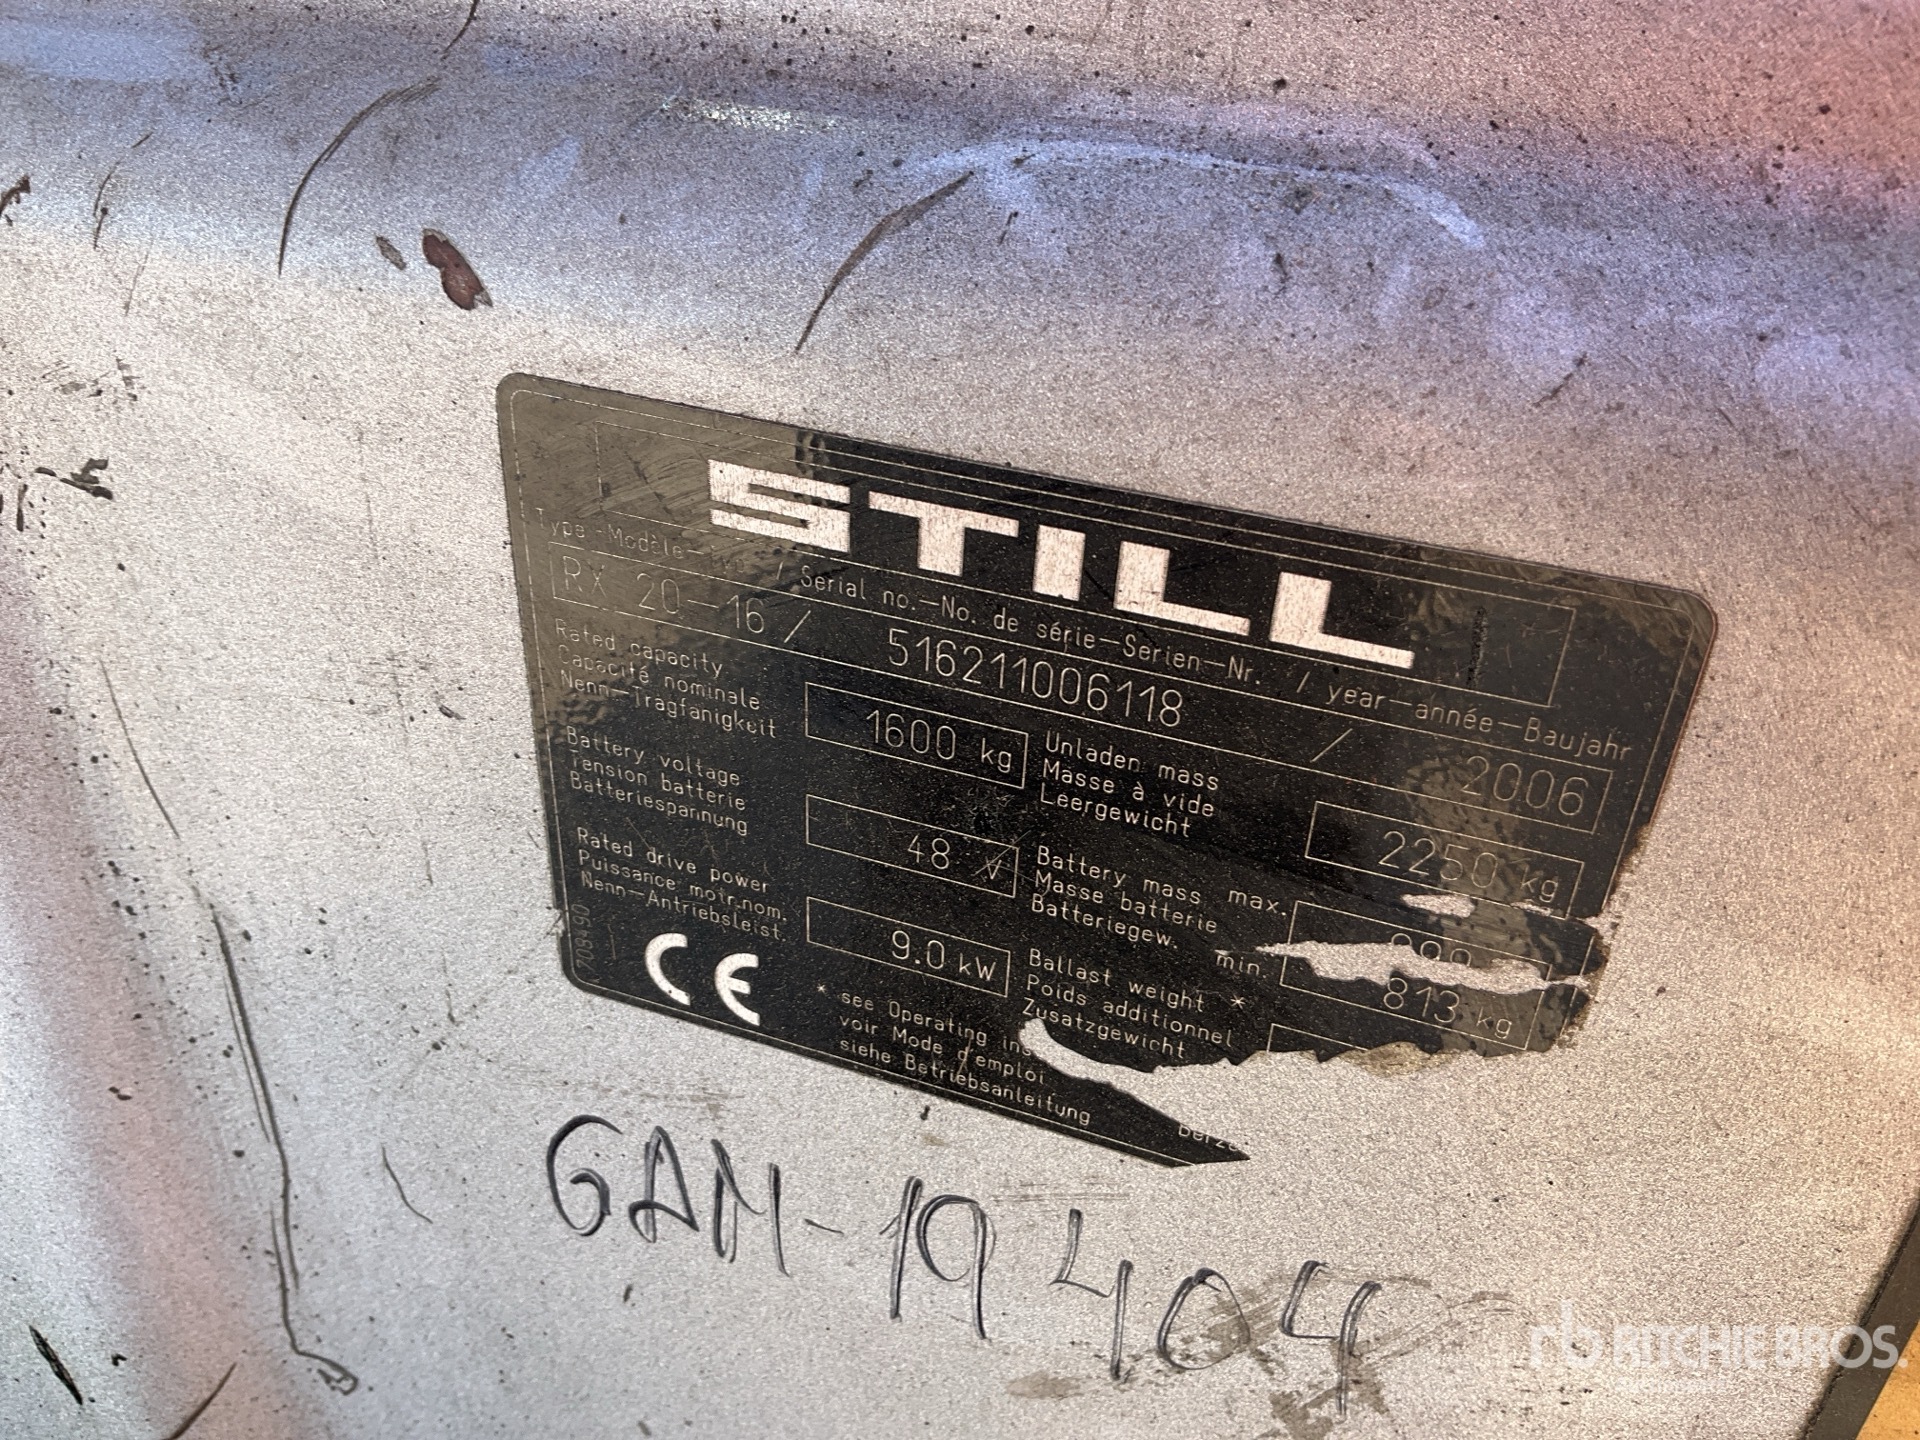 STILL
Type-Modèle-Typ / Serial no.-No. de série-Serien-Nr. / year-année-Baujahr
RX 20-16 / 516211006118 / 2006
Rated capacity
Capacité nominale
Nenn-Tragfähigkeit
1600 kg
Unladen mass
Masse à vide
Leergewicht
2250 kg
Battery voltage
Tension batterie
Batteriespannung
48 V
Battery mass max.
Masse batterie
Batteriegew. min.
813 kg
Rated drive power
Puissance motr.nom.
Nenn-Antriebsleist.
9.0 kW
Ballast weight *
Poids additionnel
Zusatzgewicht
* see Operating
voir Mode d'emploi
siehe Betriebsanleitung
CE
708490
GAM-19404
rb RITCHIE BROS.